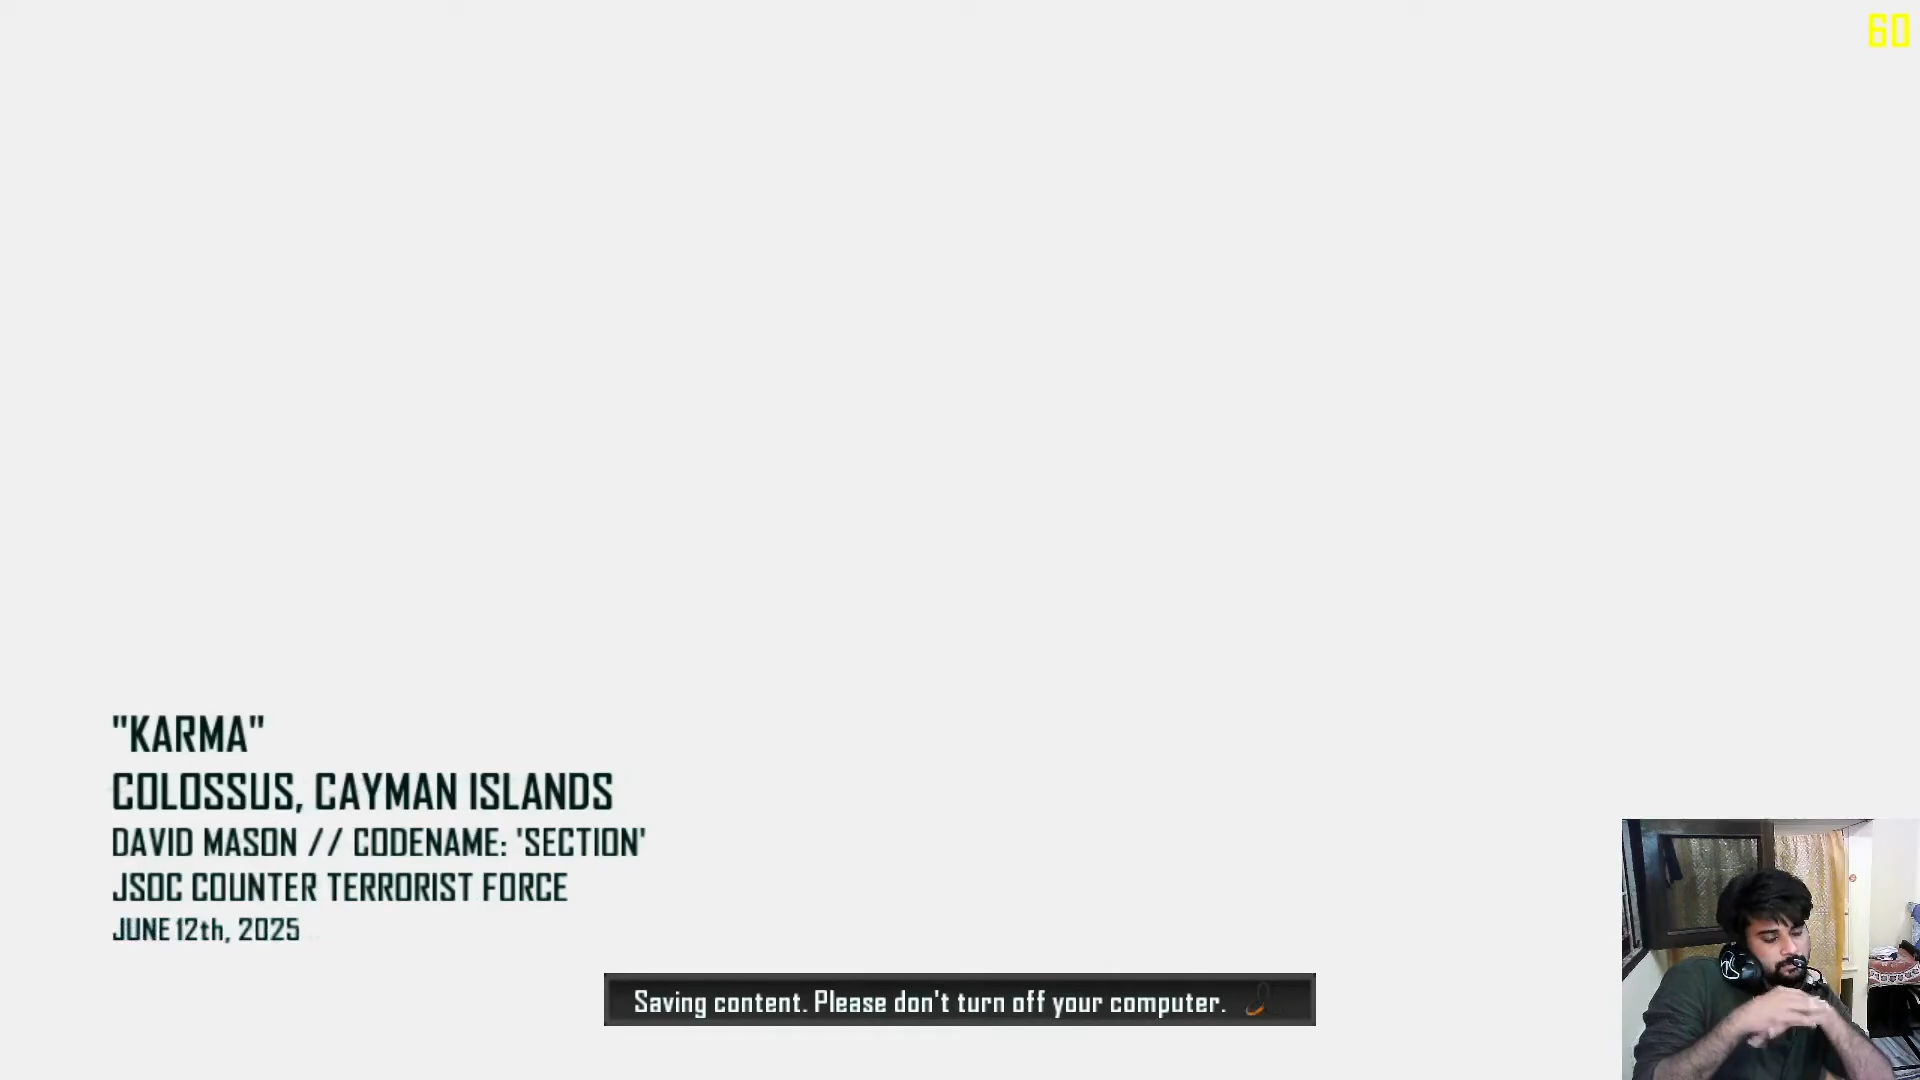 60
"KARMA"
COLOSSUS, CAYMAN ISLANDS
DAVID MASON // CODENAME: 'SECTION'
JSOC COUNTER TERRORIST FORCE
JUNE 12th, 2025
Saving content. Please don't turn off your computer.